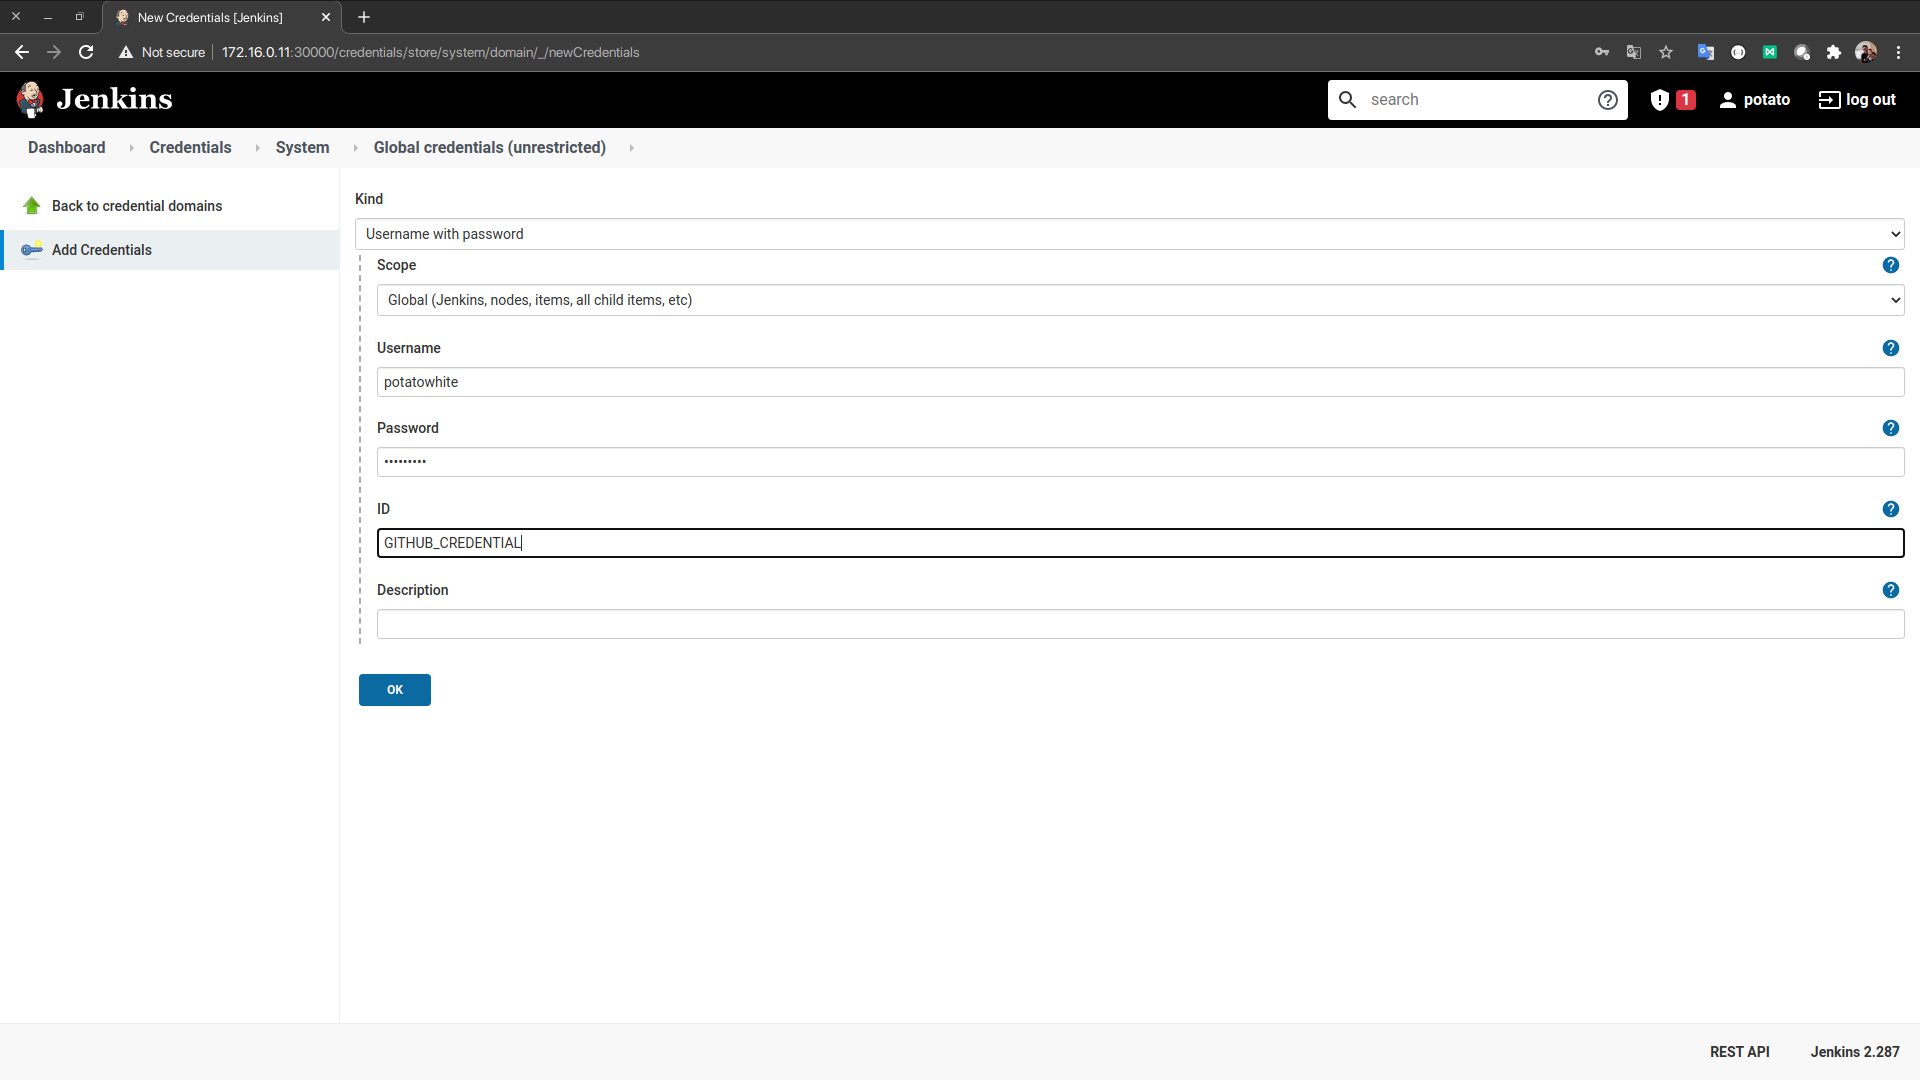 New Credentials [Jenkins]
Not secure 172.16.0.11:30000/credentials/store/system/domain/_/newCredentials
Jenkins
search
1
potato
log out
Dashboard Credentials System Global credentials (unrestricted)
Back to credential domains
Add Credentials
Kind
Username with password
Scope
Global (Jenkins, nodes, items, all child items, etc)
Username
potatowhite
Password
•••••••••
ID
GITHUB_CREDENTIAL
Description
OK
REST API Jenkins 2.287